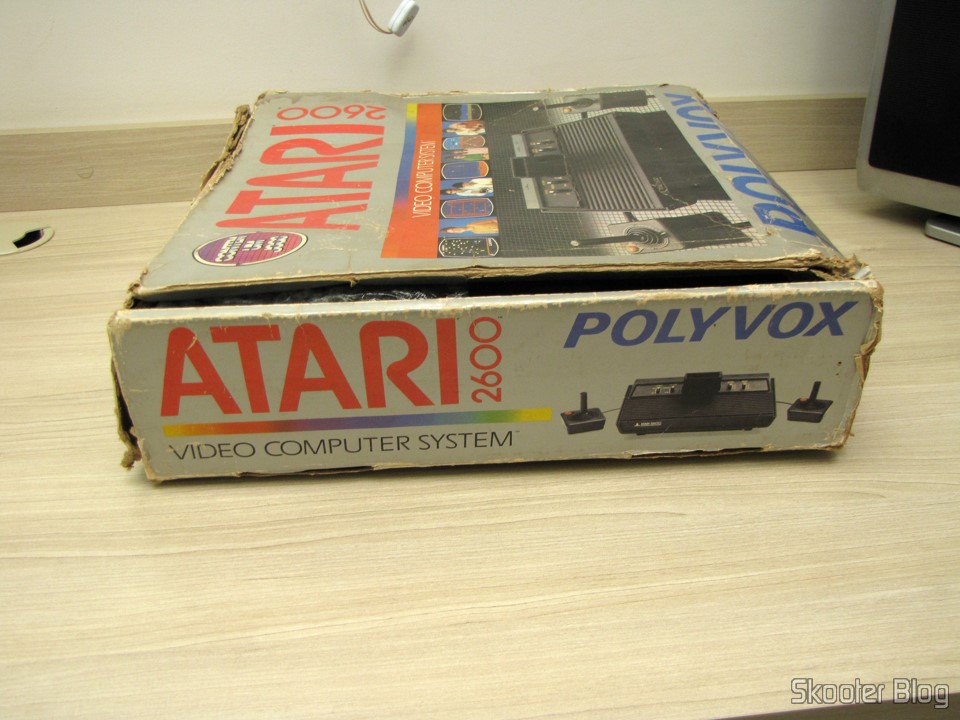 ATARI 2600
VIDEO COMPUTER SYSTEM
POLYVOX
ATARI 2600
POLYVOX
VIDEO COMPUTER SYSTEM
Skooter Blog